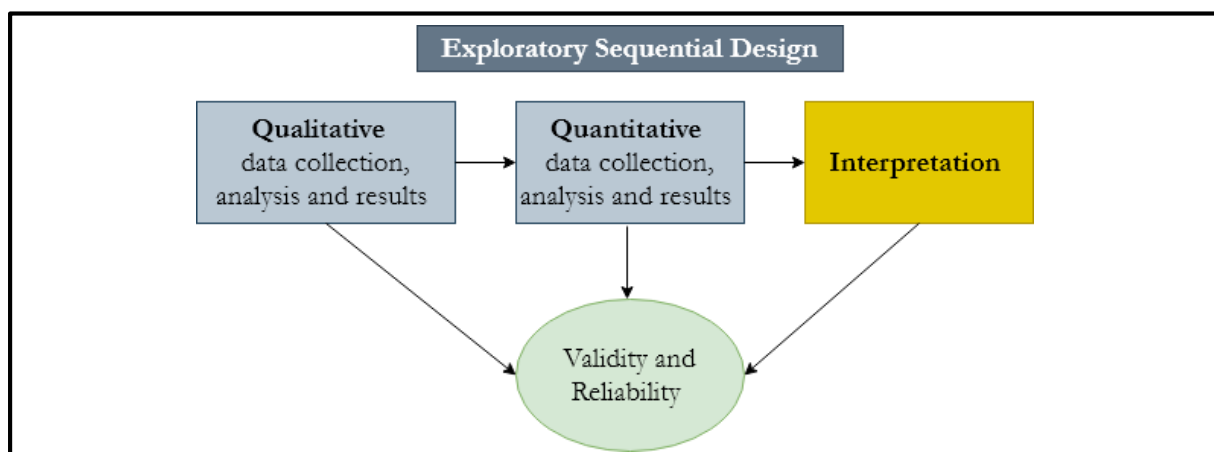 Exploratory Sequential Design
Qualitative
data collection,
analysis and results
Quantitative
data collection,
analysis and results
Interpretation
Validity and
Reliability